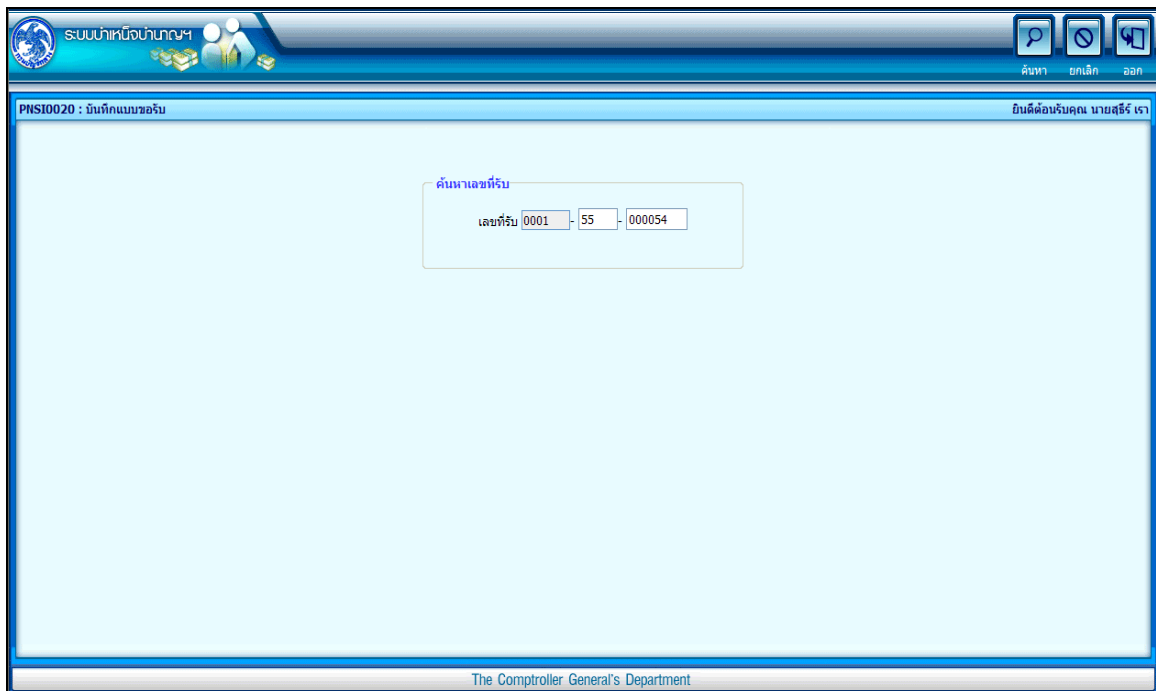 ระบบบำเหน็จบำนาญฯ
ค้นหา ยกเลิก ออก
PNSI0020 : บันทึกแบบขอรับ ยินดีต้อนรับคุณ นายสุธีร์ เรา
ค้นหาเลขที่รับ
เลขที่รับ 0001 - 55 - 000054
The Comptroller General's Department